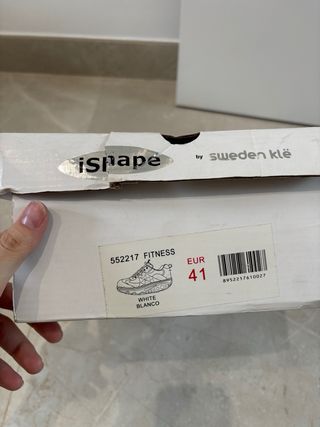 iShape by sweden klë
552217 FITNESS
EUR
41
WHITE
BLANCO
8952217610027